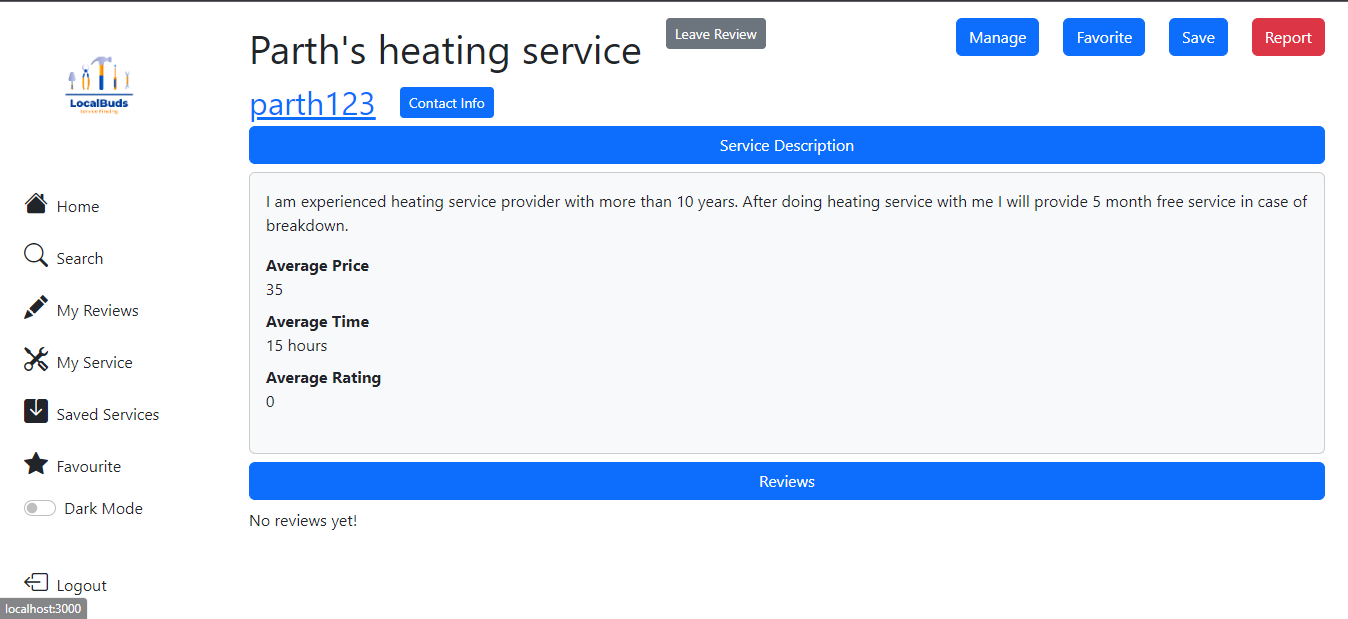 LocalBuds
Service Finding
Home
Search
My Reviews
My Service
Saved Services
Favourite
Dark Mode
Logout
localhost:3000
Parth's heating service
Leave Review
Manage
Favorite
Save
Report
parth123
Contact Info
Service Description
I am experienced heating service provider with more than 10 years. After doing heating service with me I will provide 5 month free service in case of
breakdown.
Average Price
35
Average Time
15 hours
Average Rating
0
Reviews
No reviews yet!